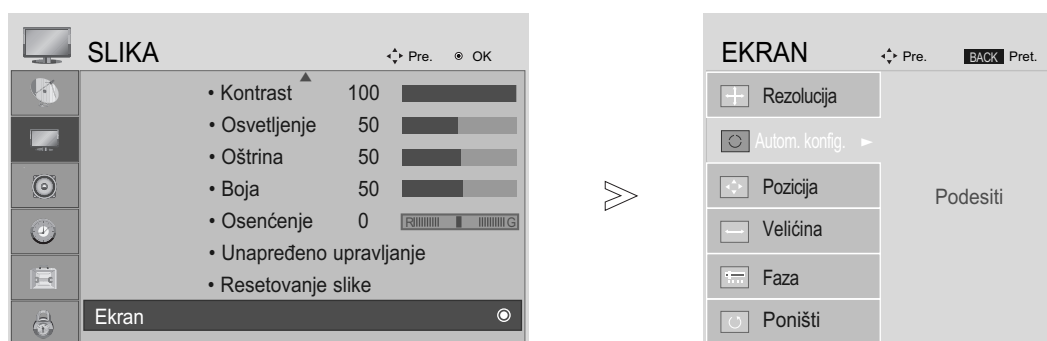 SLIKA
Pre. OK
• Kontrast 100
• Osvetljenje 50
• Oštrina 50
• Boja 50
• Osenćenje 0 R G
• Unapređeno upravljanje
• Resetovanje slike
Ekran
EKRAN
Pre. BACK Pret.
Rezolucija
Autom. konfig. ►
Pozicija
Velićina
Faza
Poništi
Podesiti